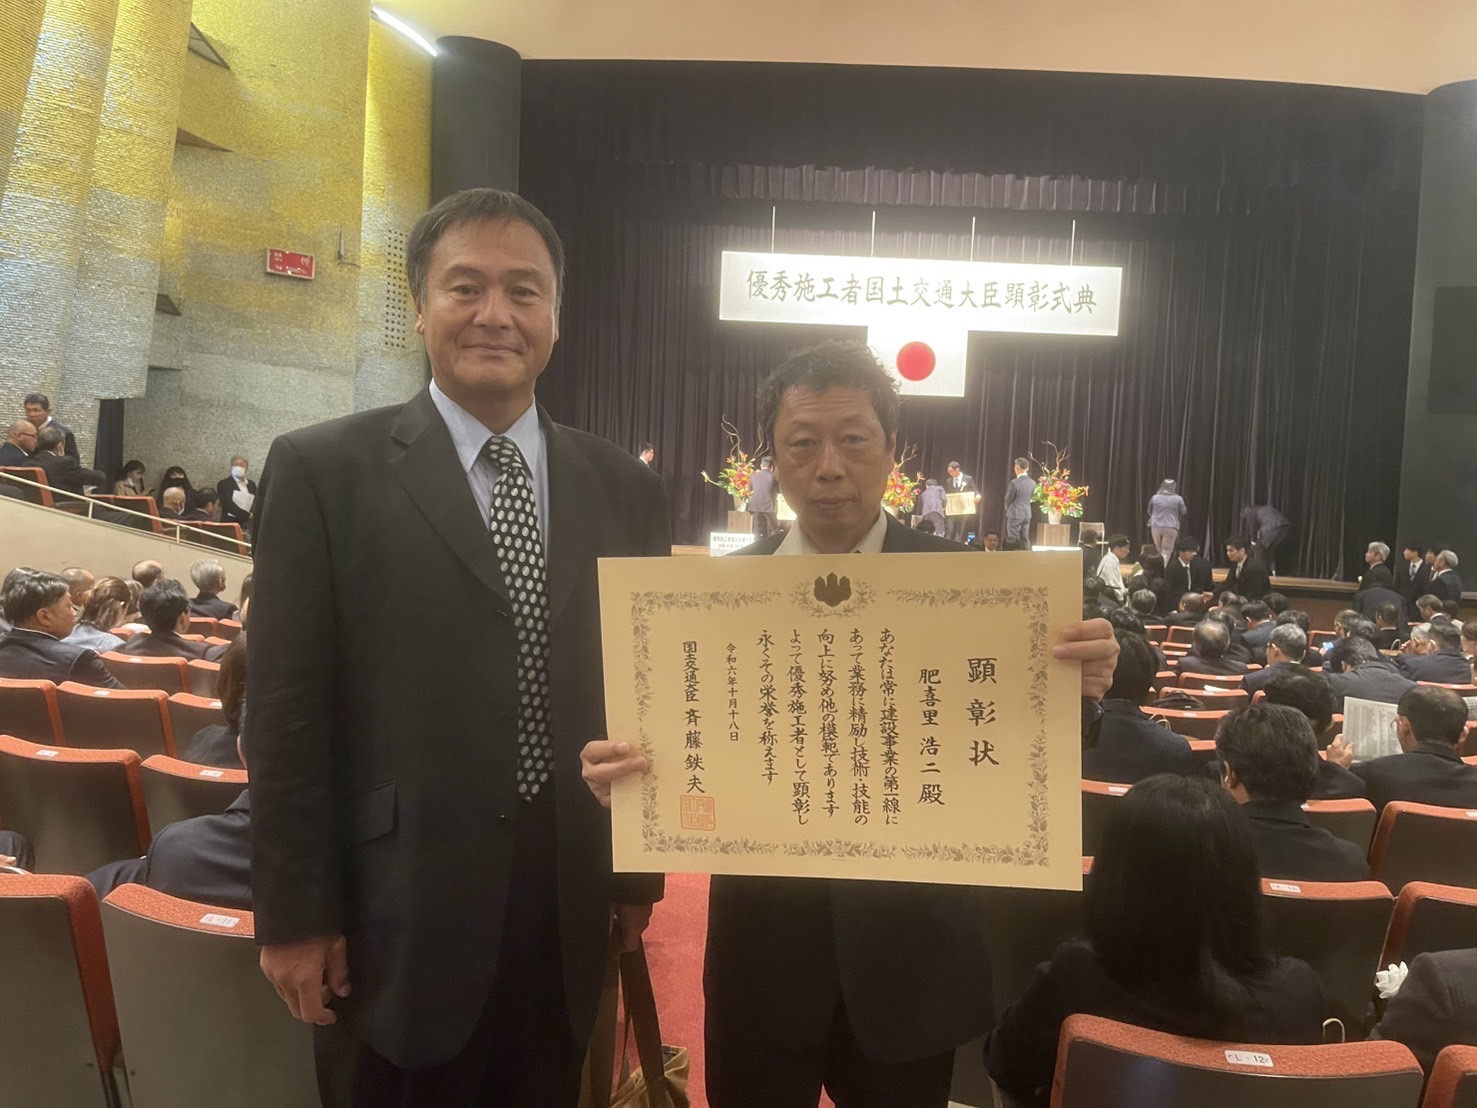 優秀施工者国土交通大臣顕彰式典
顕彰状
肥喜里浩二殿
あなたは常に建設事業の第一線に
あって業務に精励し技術・技能の
向上に努め他の模範であります
よって優秀施工者として顕彰し
永くその栄誉を称えます
令和六年十月十八日
国土交通大臣 斉藤鉄夫
L-12